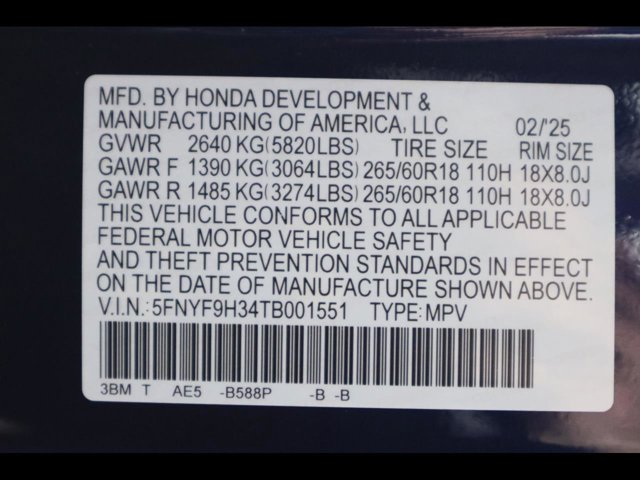 MFD. BY HONDA DEVELOPMENT &
MANUFACTURING OF AMERICA, LLC 02/'25
GVWR 2640 KG(5820LBS) TIRE SIZE RIM SIZE
GAWR F 1390 KG(3064LBS) 265/60R18 110H 18X8.0J
GAWR R 1485 KG(3274LBS) 265/60R18 110H 18X8.0J
THIS VEHICLE CONFORMS TO ALL APPLICABLE
FEDERAL MOTOR VEHICLE SAFETY
AND THEFT PREVENTION STANDARDS IN EFFECT
ON THE DATE OF MANUFACTURE SHOWN ABOVE.
V.I.N.: 5FNYF9H34TB001551 TYPE: MPV
3BM T AE5 -B588P -B -B